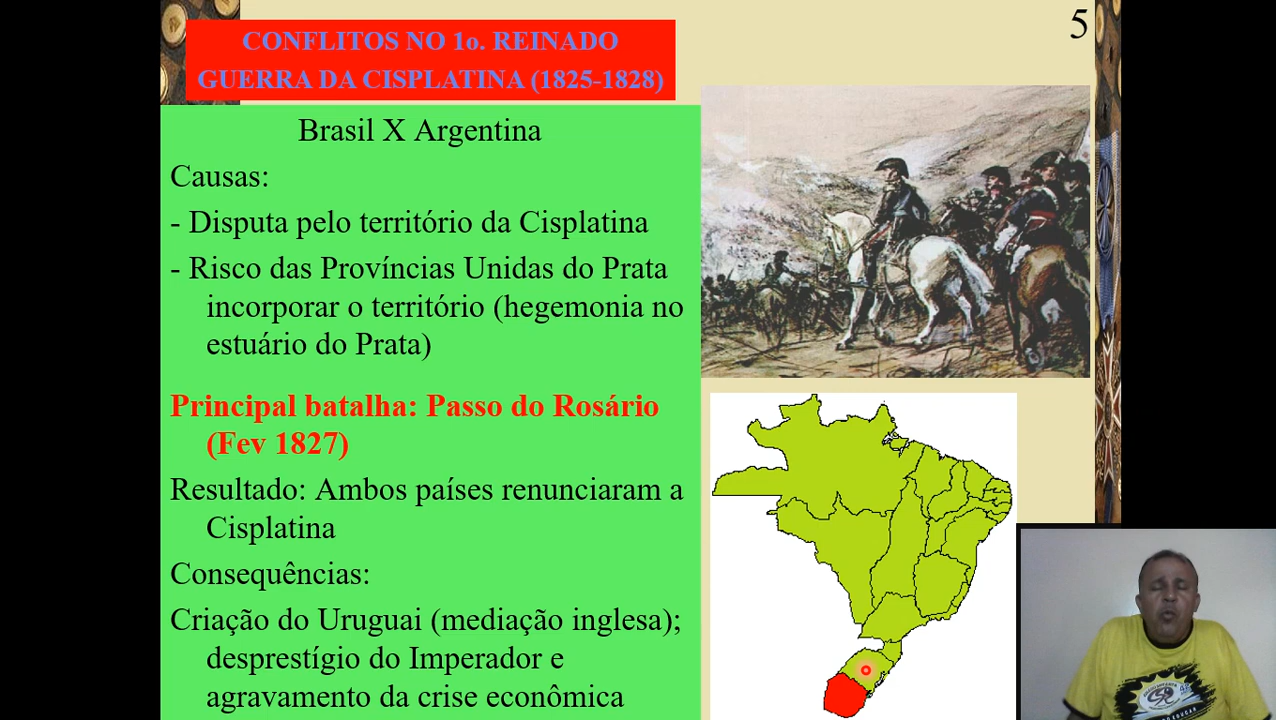 CONFLITOS NO 1o. REINADO
GUERRA DA CISPLATINA (1825-1828)
5
Brasil X Argentina
Causas:
- Disputa pelo território da Cisplatina
- Risco das Províncias Unidas do Prata
incorporar o território (hegemonia no
estuário do Prata)
Principal batalha: Passo do Rosário
(Fev 1827)
Resultado: Ambos países renunciaram a
Cisplatina
Consequências:
Criação do Uruguai (mediação inglesa);
desprestígio do Imperador e
agravamento da crise econômica